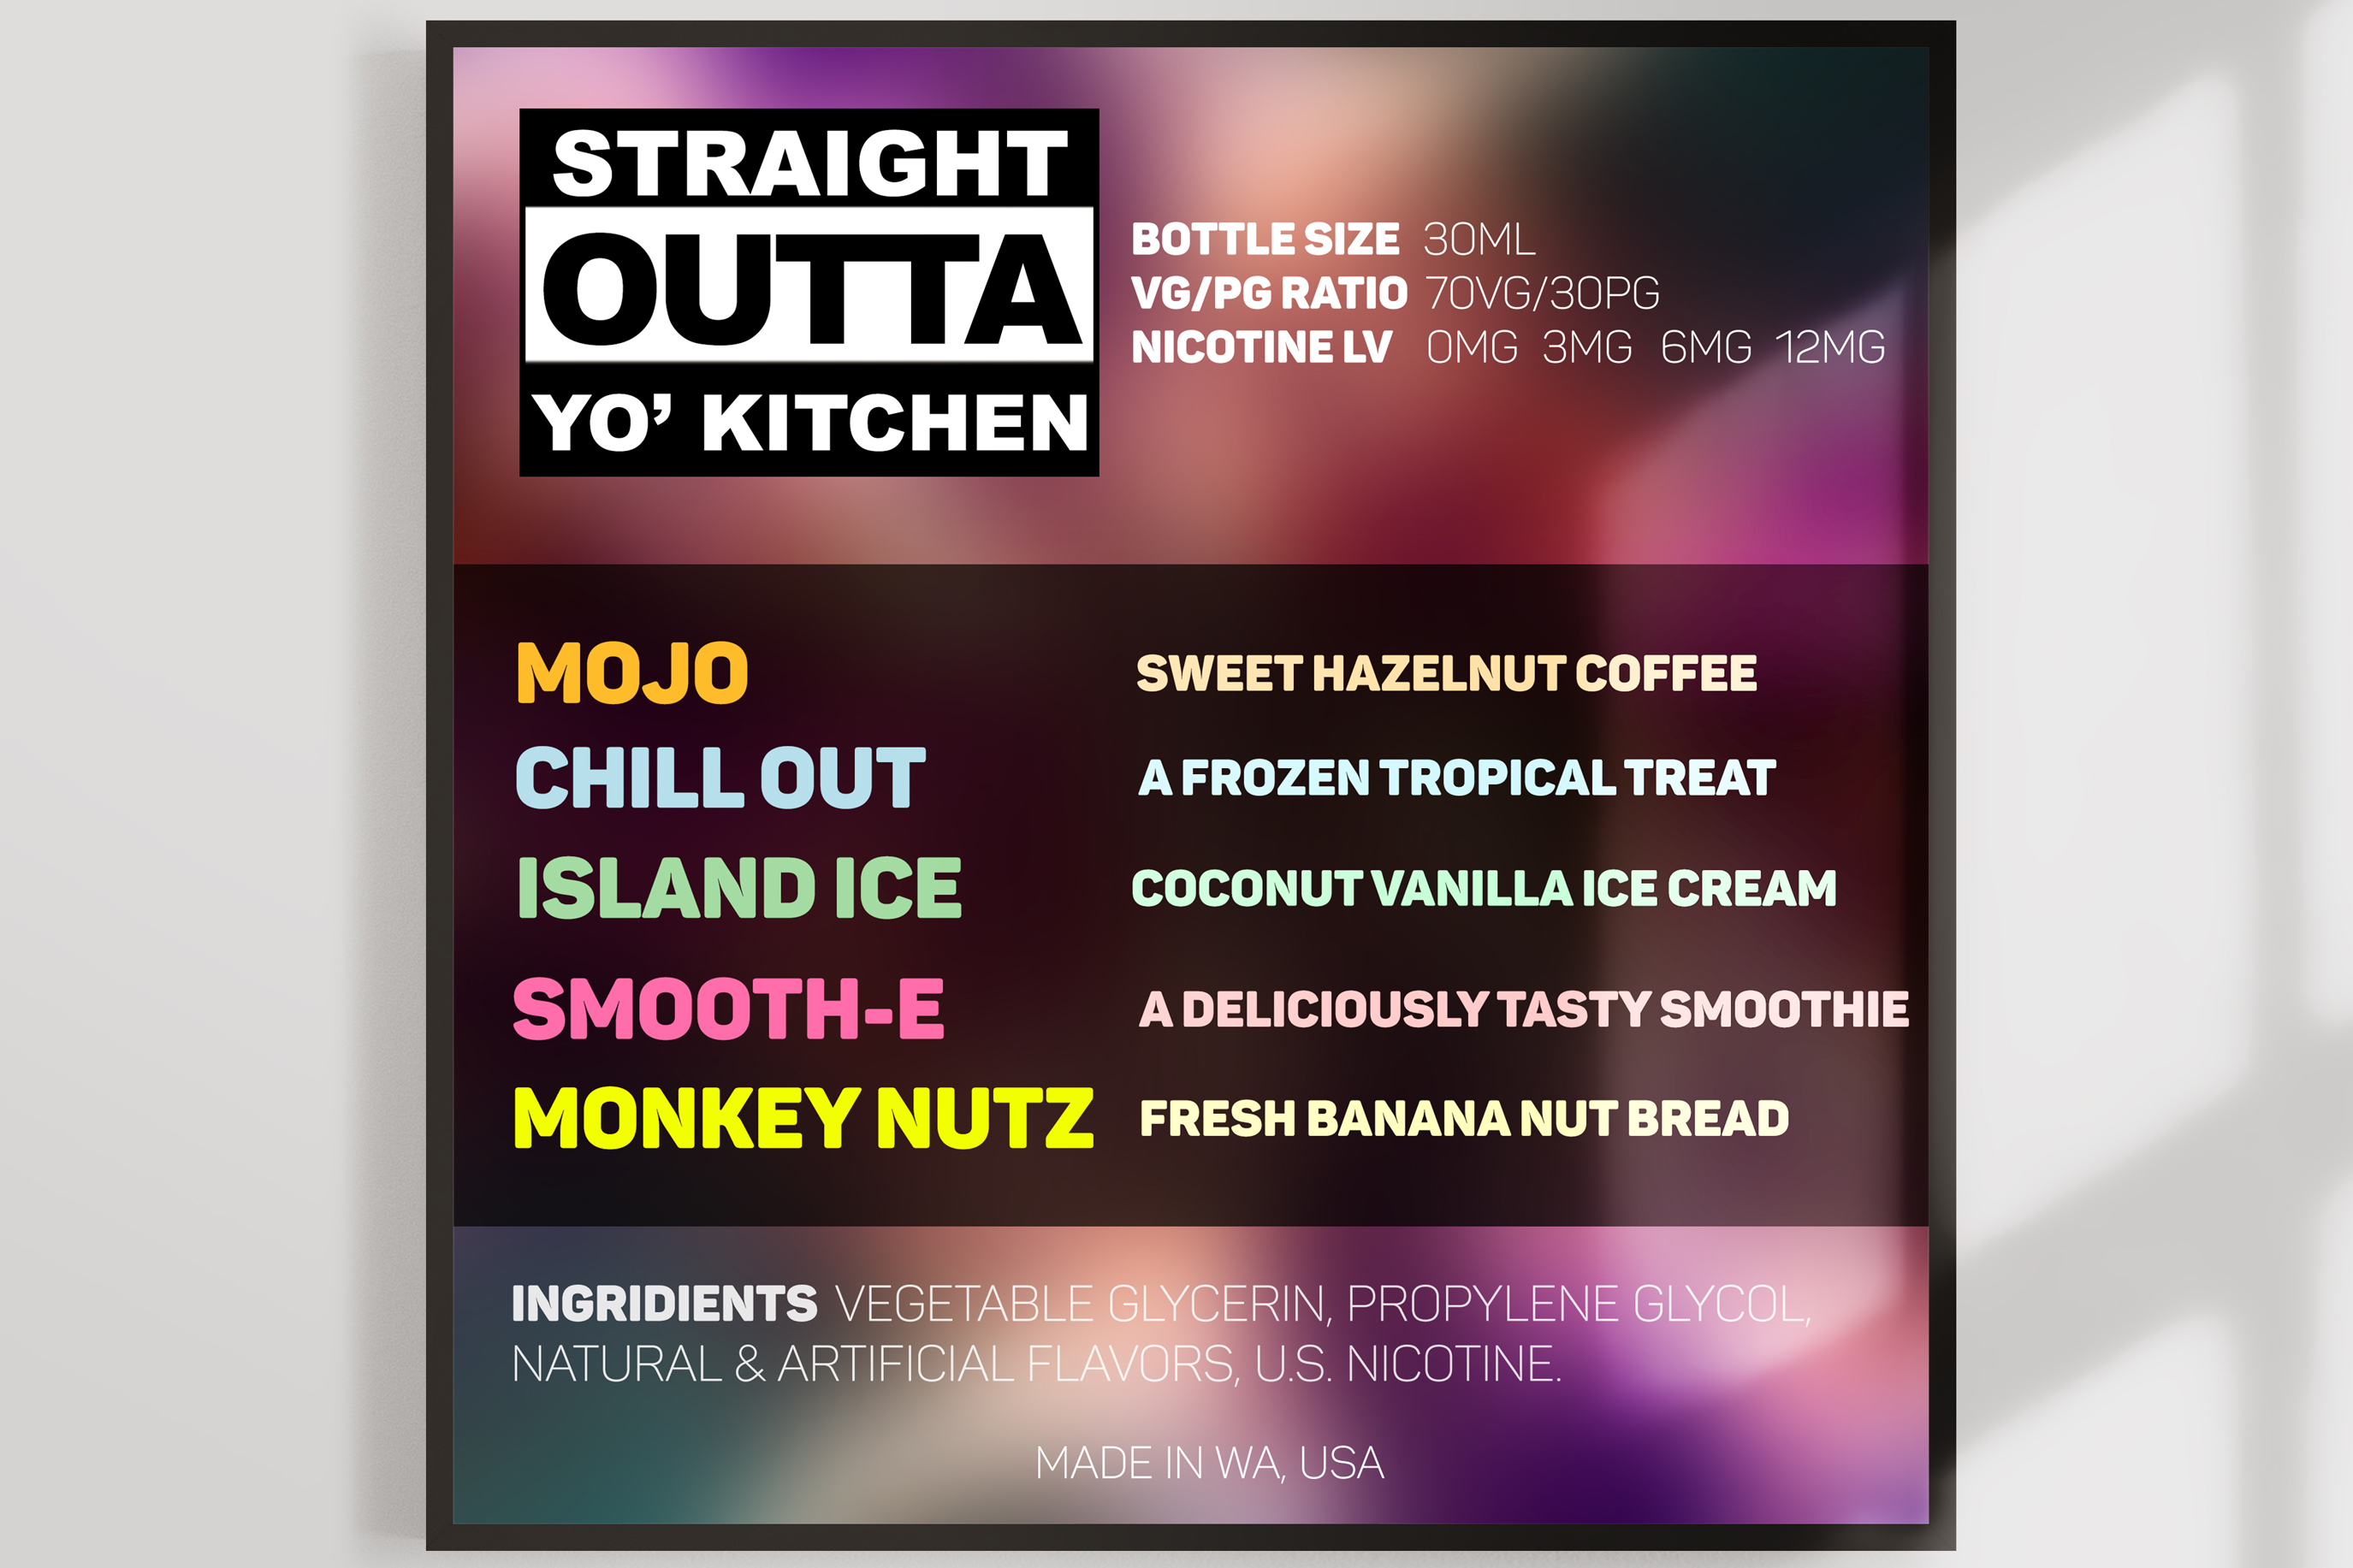 STRAIGHT
OUTTA
YO’ KITCHEN
BOTTLE SIZE 30ML
VG/PG RATIO 70VG/30PG
NICOTINE LV 0MG 3MG 6MG 12MG
MOJO SWEET HAZELNUT COFFEE
CHILL OUT A FROZEN TROPICAL TREAT
ISLAND ICE COCONUT VANILLA ICE CREAM
SMOOTH-E A DELICIOUSLY TASTY SMOOTHIE
MONKEY NUTZ FRESH BANANA NUT BREAD
INGRIDIENTS VEGETABLE GLYCERIN, PROPYLENE GLYCOL,
NATURAL & ARTIFICIAL FLAVORS, U.S. NICOTINE.
MADE IN WA, USA